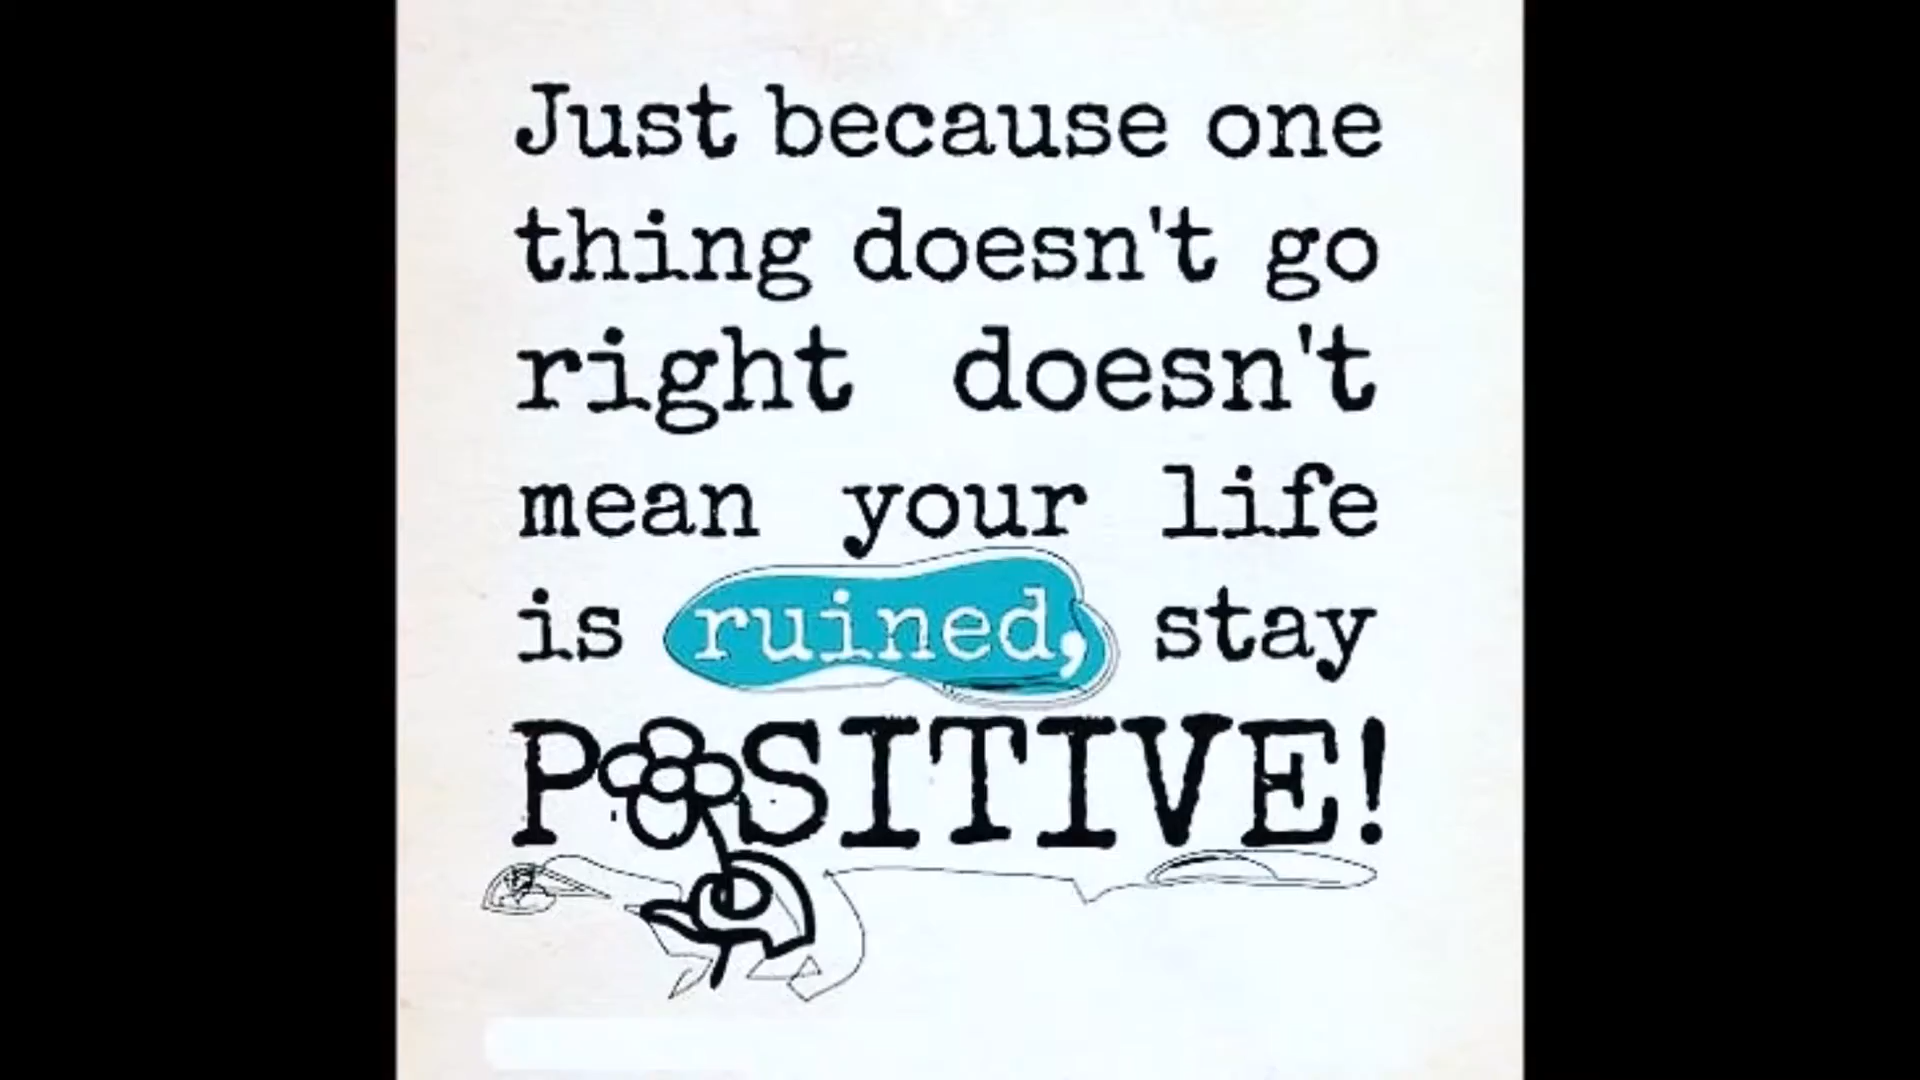 Just because one
thing doesn't go
right doesn't
mean your life
is ruined, stay
POSITIVE!